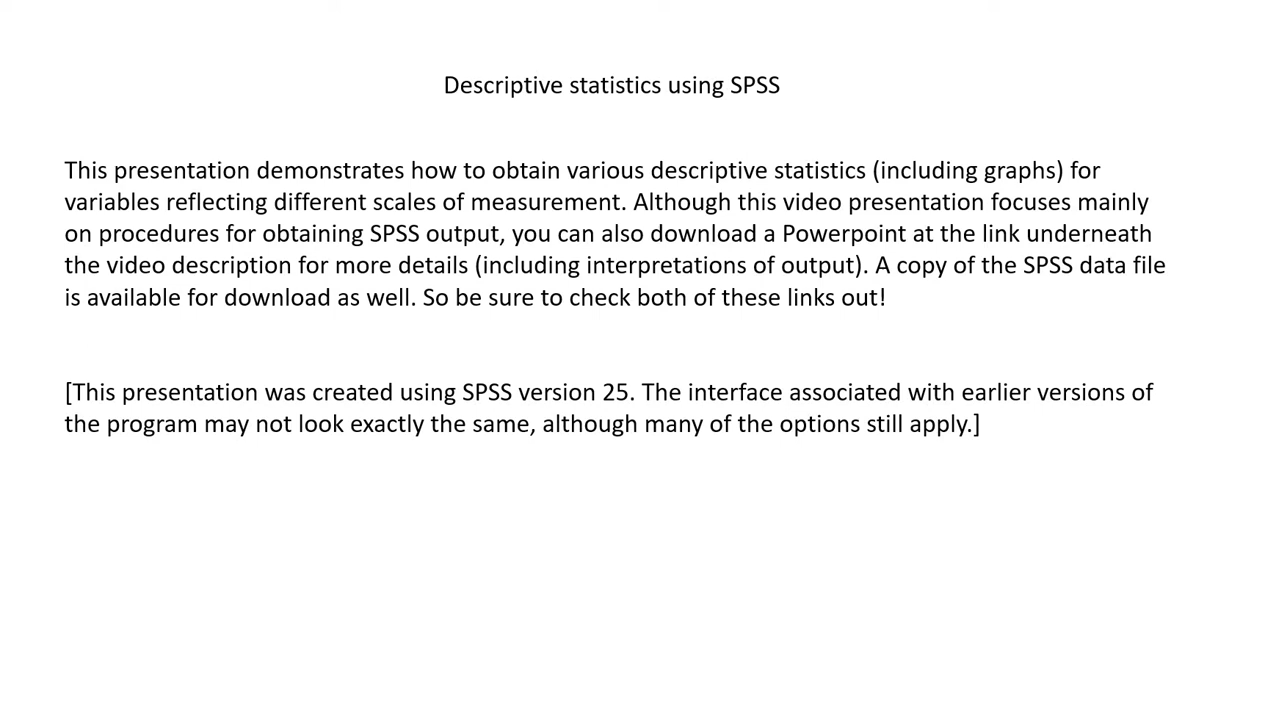 Descriptive statistics using SPSS
This presentation demonstrates how to obtain various descriptive statistics (including graphs) for
variables reflecting different scales of measurement. Although this video presentation focuses mainly
on procedures for obtaining SPSS output, you can also download a Powerpoint at the link underneath
the video description for more details (including interpretations of output). A copy of the SPSS data file
is available for download as well. So be sure to check both of these links out!
[This presentation was created using SPSS version 25. The interface associated with earlier versions of
the program may not look exactly the same, although many of the options still apply.]